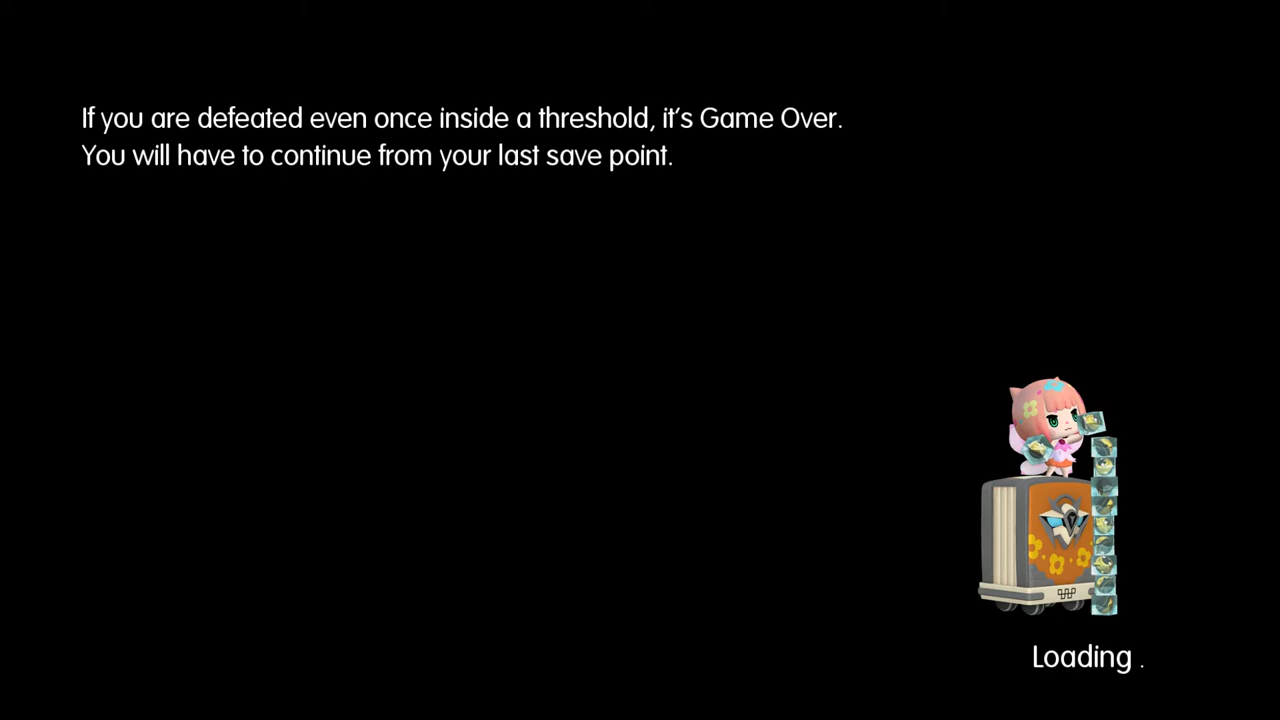 If you are defeated even once inside a threshold, it's Game Over.
You will have to continue from your last save point.
Loading .